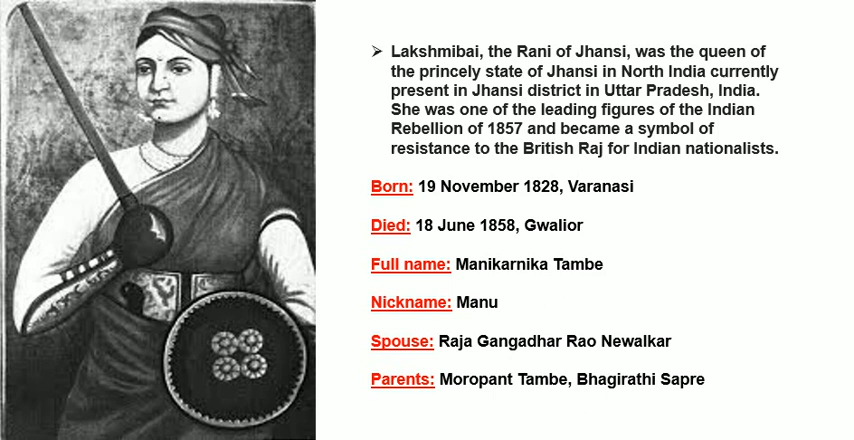 ➢ Lakshmibai, the Rani of Jhansi, was the queen of
the princely state of Jhansi in North India currently
present in Jhansi district in Uttar Pradesh, India.
She was one of the leading figures of the Indian
Rebellion of 1857 and became a symbol of
resistance to the British Raj for Indian nationalists.
Born: 19 November 1828, Varanasi
Died: 18 June 1858, Gwalior
Full name: Manikarnika Tambe
Nickname: Manu
Spouse: Raja Gangadhar Rao Newalkar
Parents: Moropant Tambe, Bhagirathi Sapre